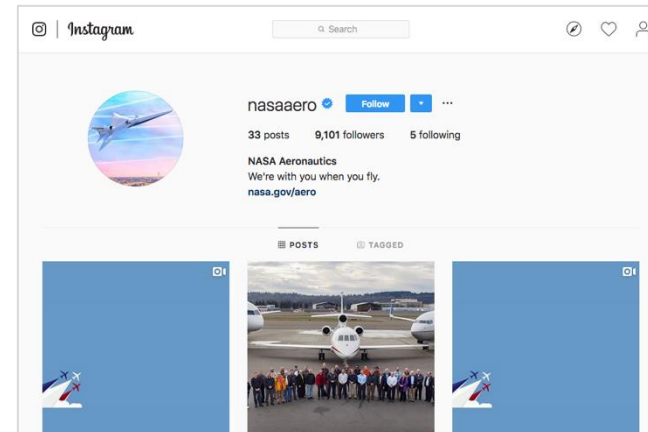 Instagram
Search
nasaaero Follow ...
33 posts 9,101 followers 5 following
NASA Aeronautics
We're with you when you fly.
nasa.gov/aero
POSTS TAGGED